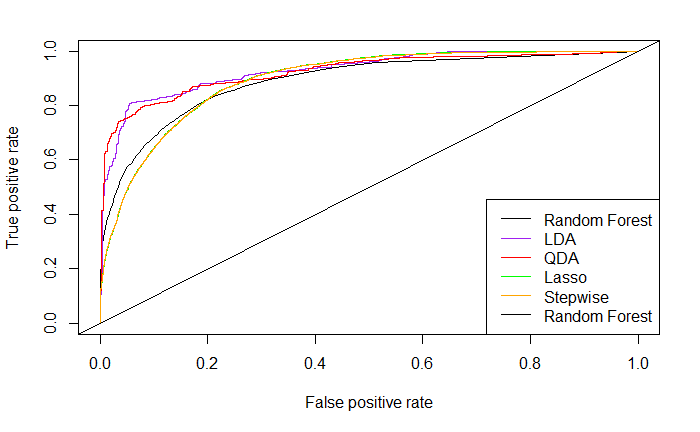 True positive rate
1.0
0.8
0.6
0.4
0.2
0.0
Random Forest
LDA
QDA
Lasso
Stepwise
Random Forest
0.0 0.2 0.4 0.6 0.8 1.0
False positive rate